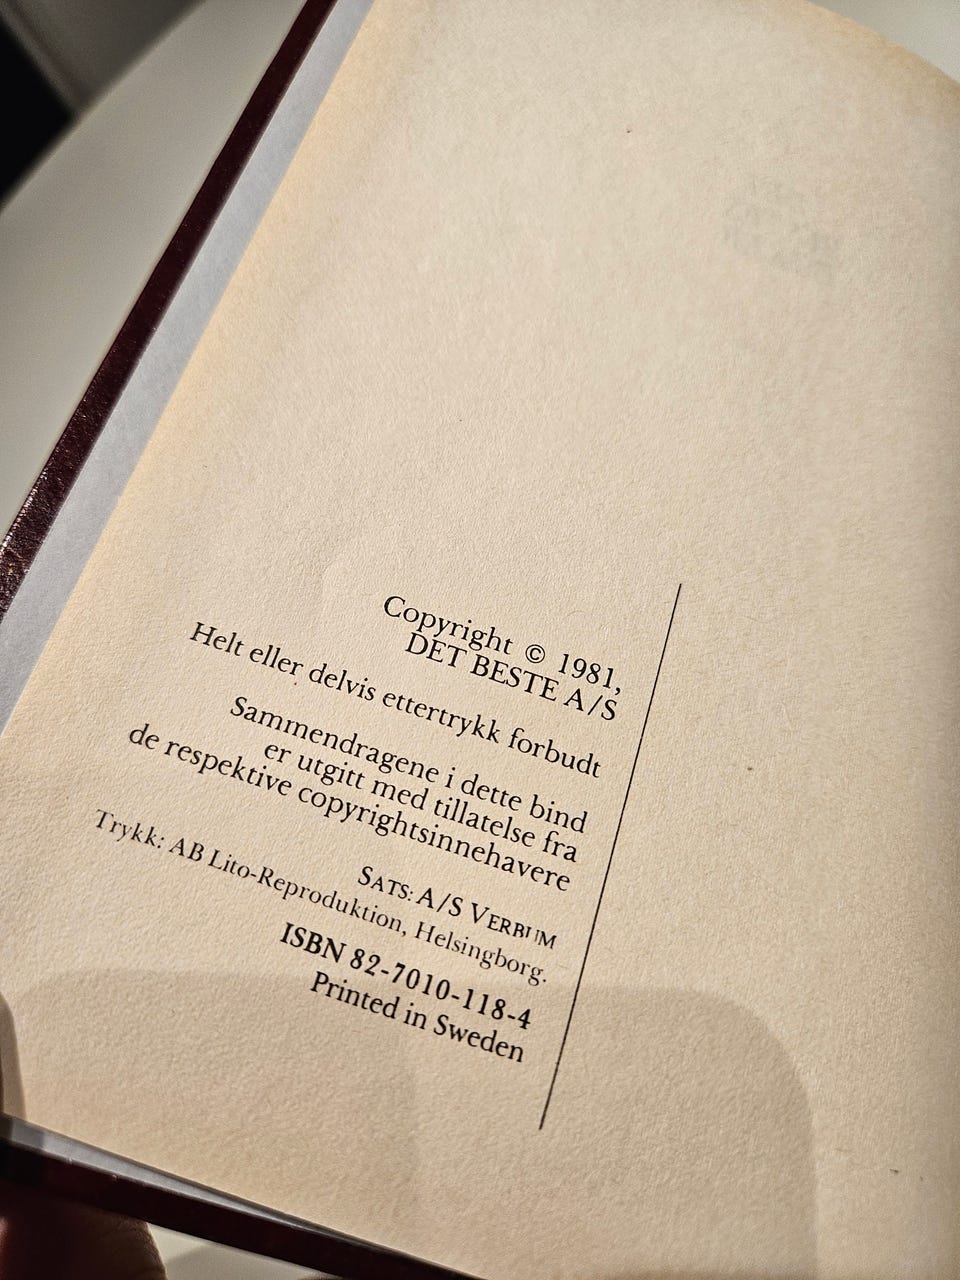 Copyright © 1981,
DET BESTE A/S
Helt eller delvis ettertrykk forbudt
Sammendragene i dette bind
er utgitt med tillatelse fra
de respektive copyrightsinnehavere
SATS: A/S VERBUM
Trykk: AB Lito-Reproduktion, Helsingborg.
ISBN 82-7010-118-4
Printed in Sweden